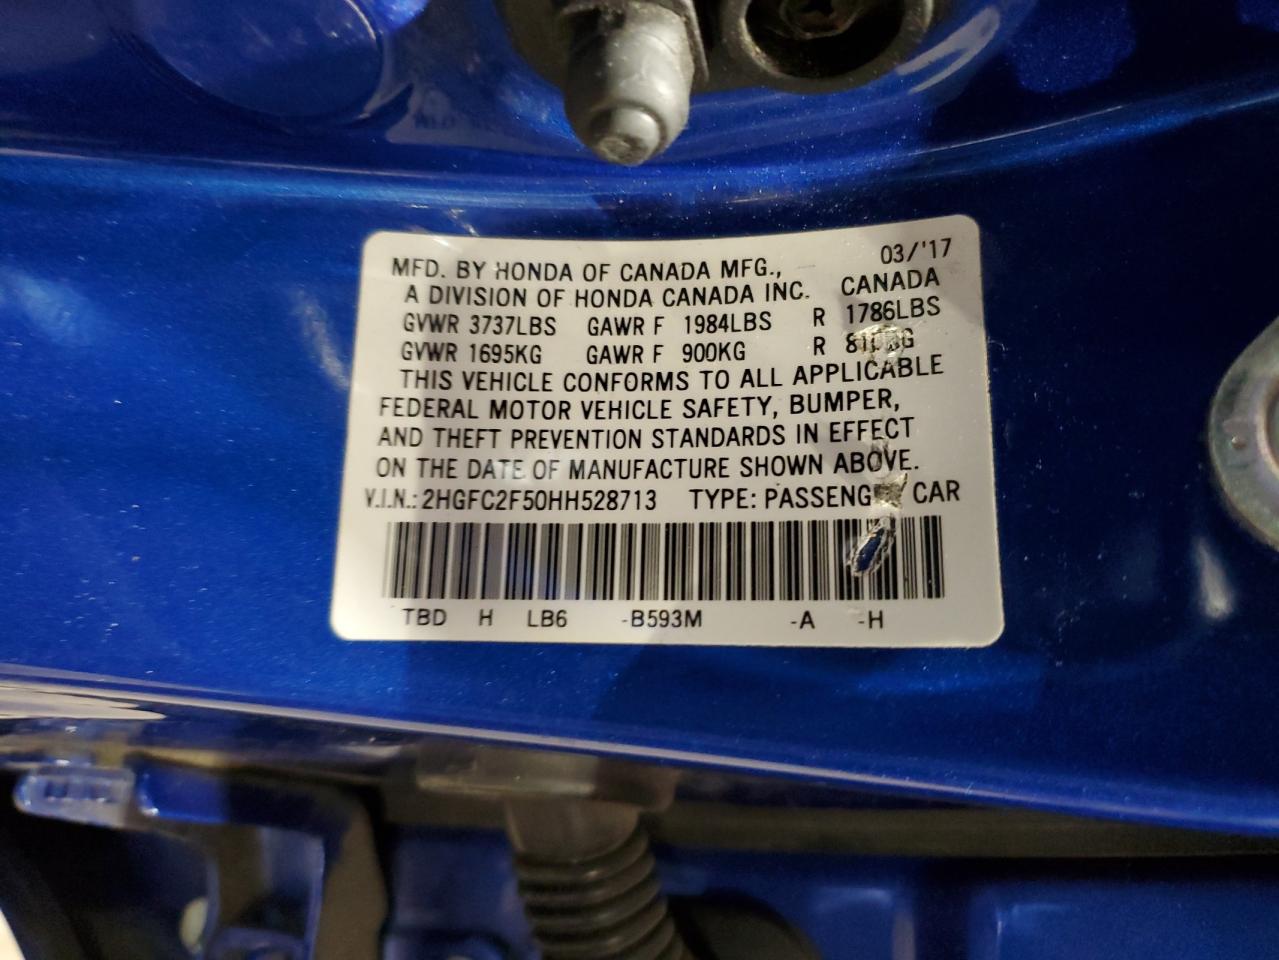 03/'17
MFD. BY HONDA OF CANADA MFG.,
A DIVISION OF HONDA CANADA INC. CANADA
GVWR 3737LBS GAWR F 1984LBS R 1786LBS
GVWR 1695KG GAWR F 900KG R
THIS VEHICLE CONFORMS TO ALL APPLICABLE
FEDERAL MOTOR VEHICLE SAFETY, BUMPER,
AND THEFT PREVENTION STANDARDS IN EFFECT
ON THE DATE OF MANUFACTURE SHOWN ABOVE.
V.I.N.: 2HGFC2F50HH528713 TYPE: CAR
TBD H LB6 -B593M -A -H